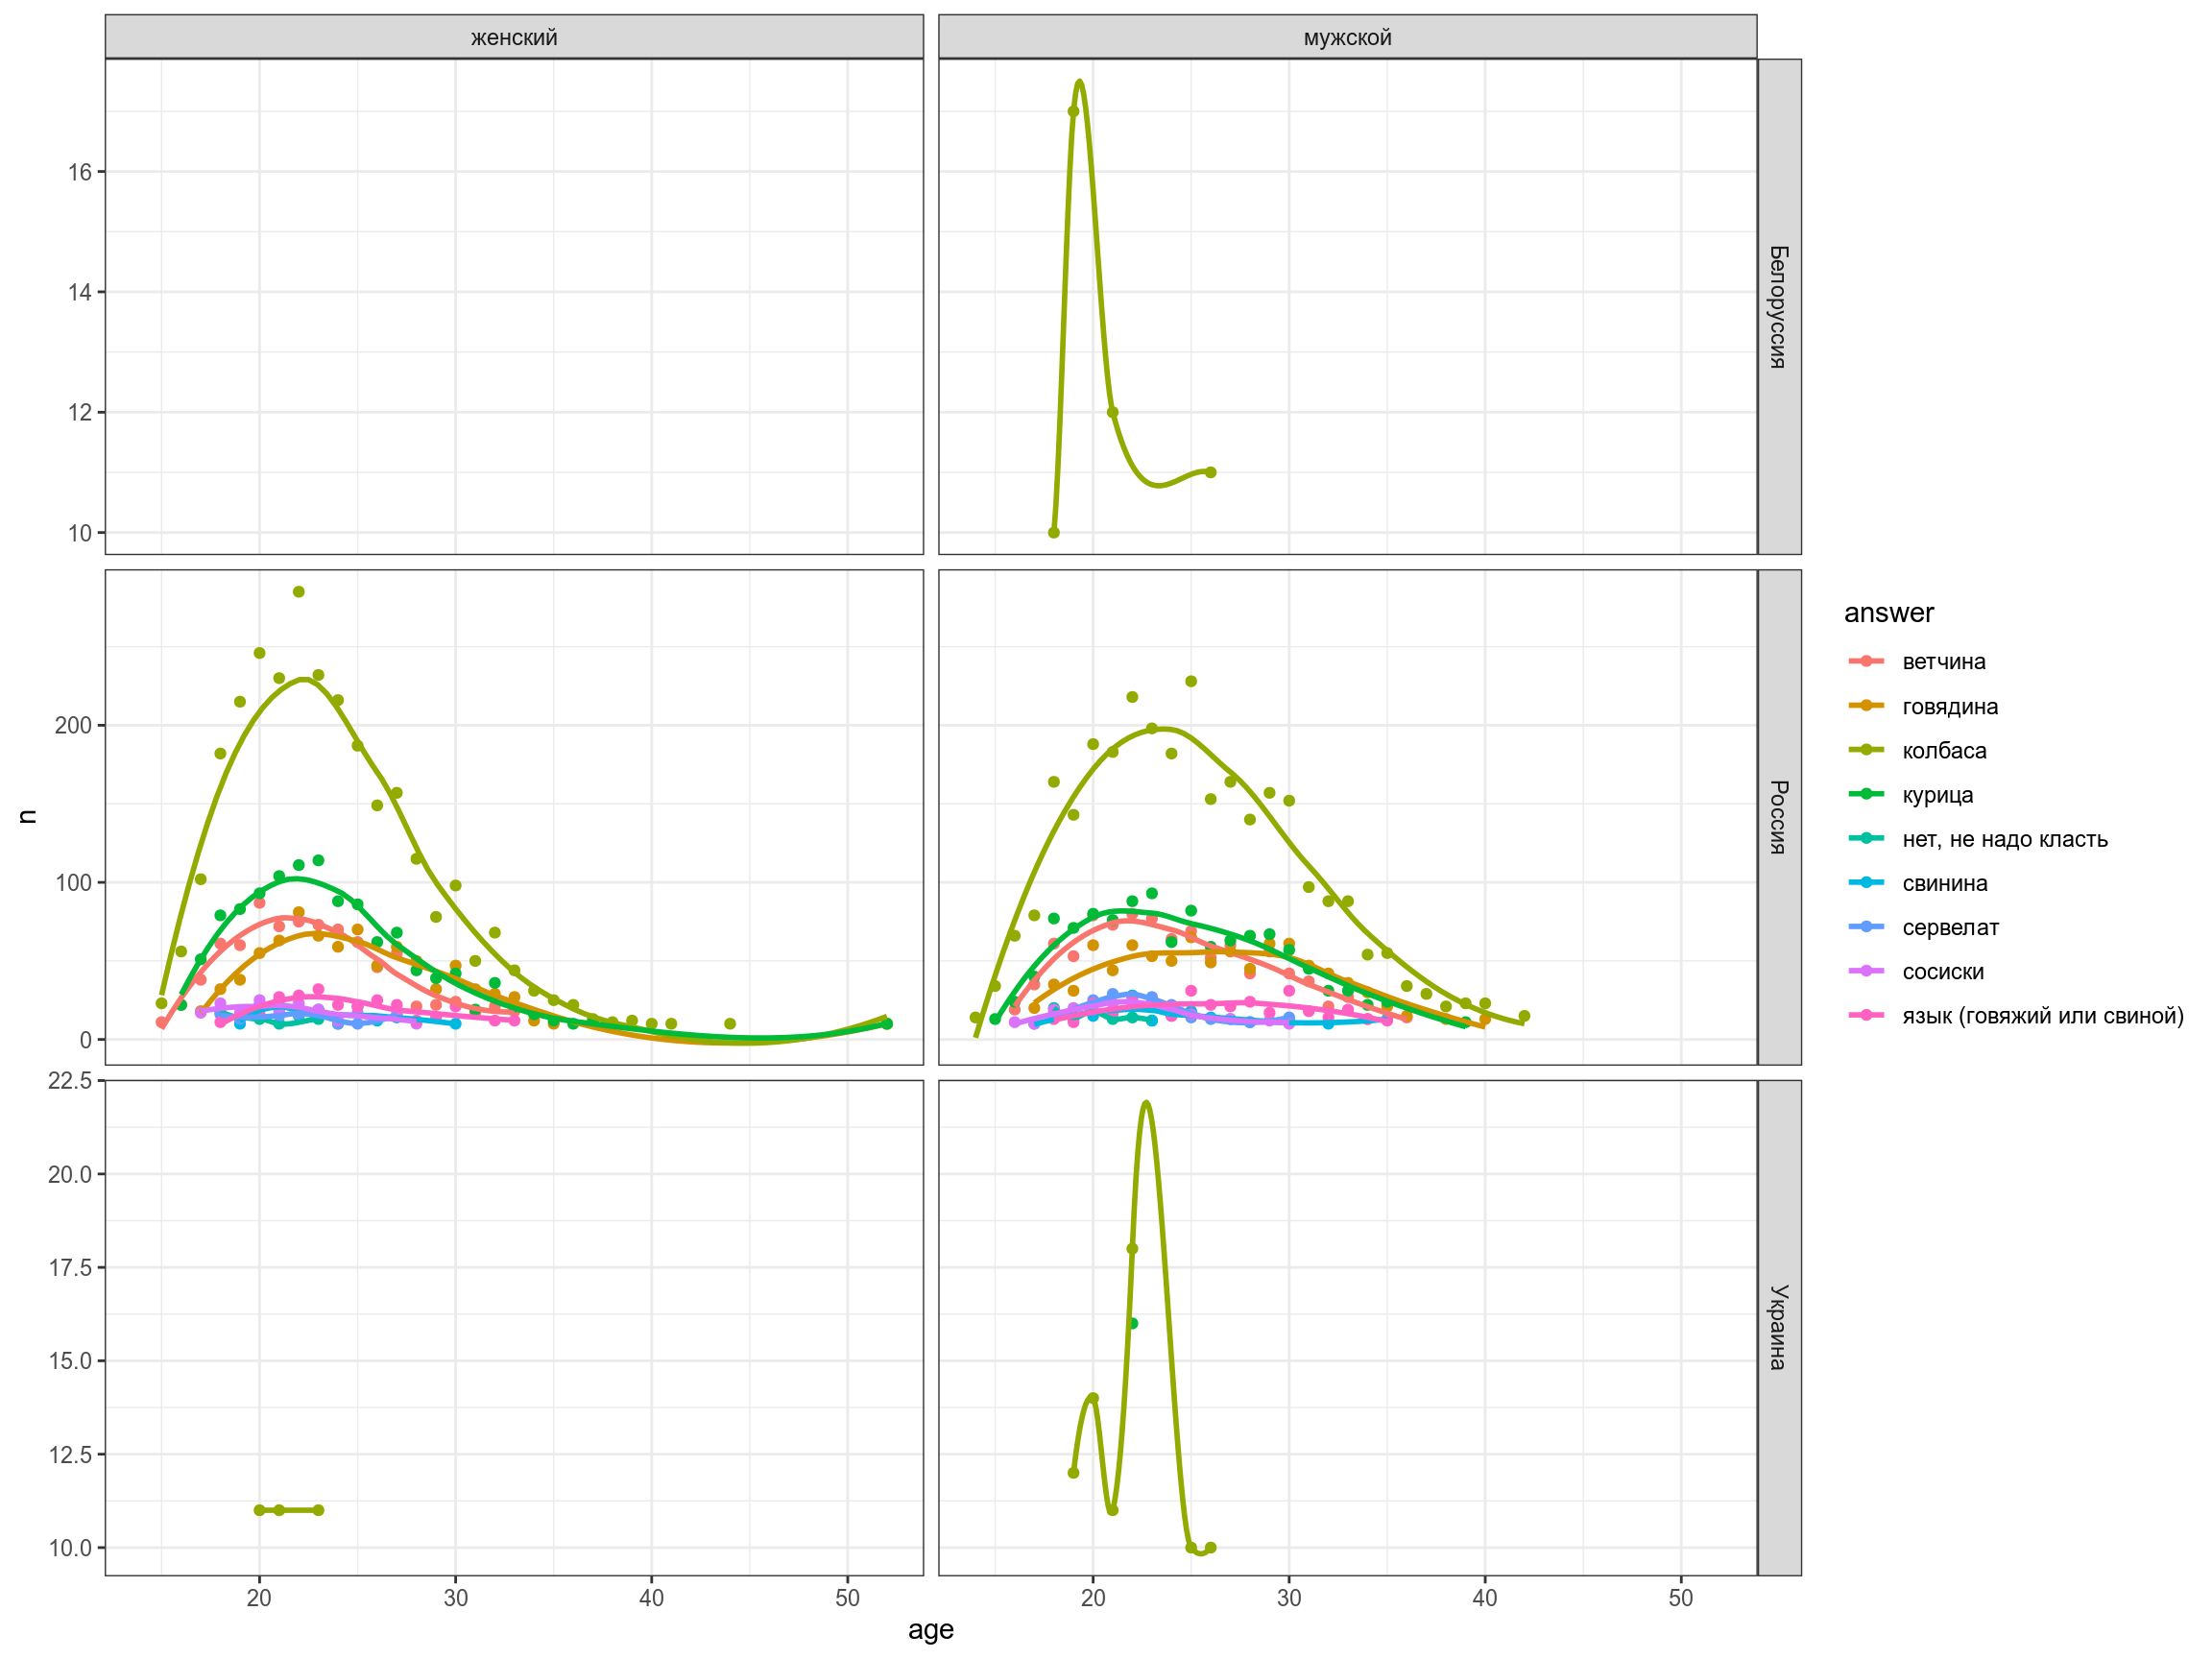 женский
мужской
16
14
12
10
Белоруссия
200
100
0
Россия
n
22.5
20.0
17.5
15.0
12.5
10.0
Украина
20 30 40 50
20 30 40 50
age
answer
ветчина
говядина
колбаса
курица
нет, не надо класть
свинина
сервелат
сосиски
язык (говяжий или свиной)